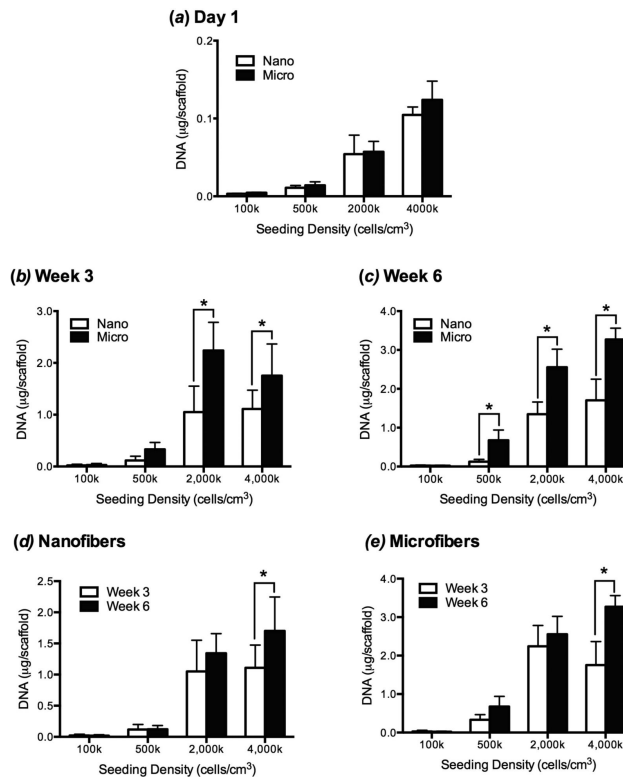 (a) Day 1
0.2
0.1
0.0
DNA (μg/scaffold)
Nano
Micro
100k 500k 2000k 4000k
Seeding Density (cells/cm³)
(b) Week 3
3.0
2.0
1.0
0.0
DNA (μg/scaffold)
Nano
Micro
* *
100k 500k 2,000k 4,000k
Seeding Density (cells/cm³)
(c) Week 6
4.0
3.0
2.0
1.0
0.0
DNA (μg/scaffold)
Nano
Micro
* * *
100k 500k 2,000k 4,000k
Seeding Density (cells/cm³)
(d) Nanofibers
2.5
2.0
1.5
1.0
0.5
0.0
DNA (μg/scaffold)
Week 3
Week 6
*
100k 500k 2,000k 4,000k
Seeding Density (cells/cm³)
(e) Microfibers
4.0
3.0
2.0
1.0
0.0
DNA (μg/scaffold)
Week 3
Week 6
*
100k 500k 2,000k 4,000k
Seeding Density (cells/cm³)